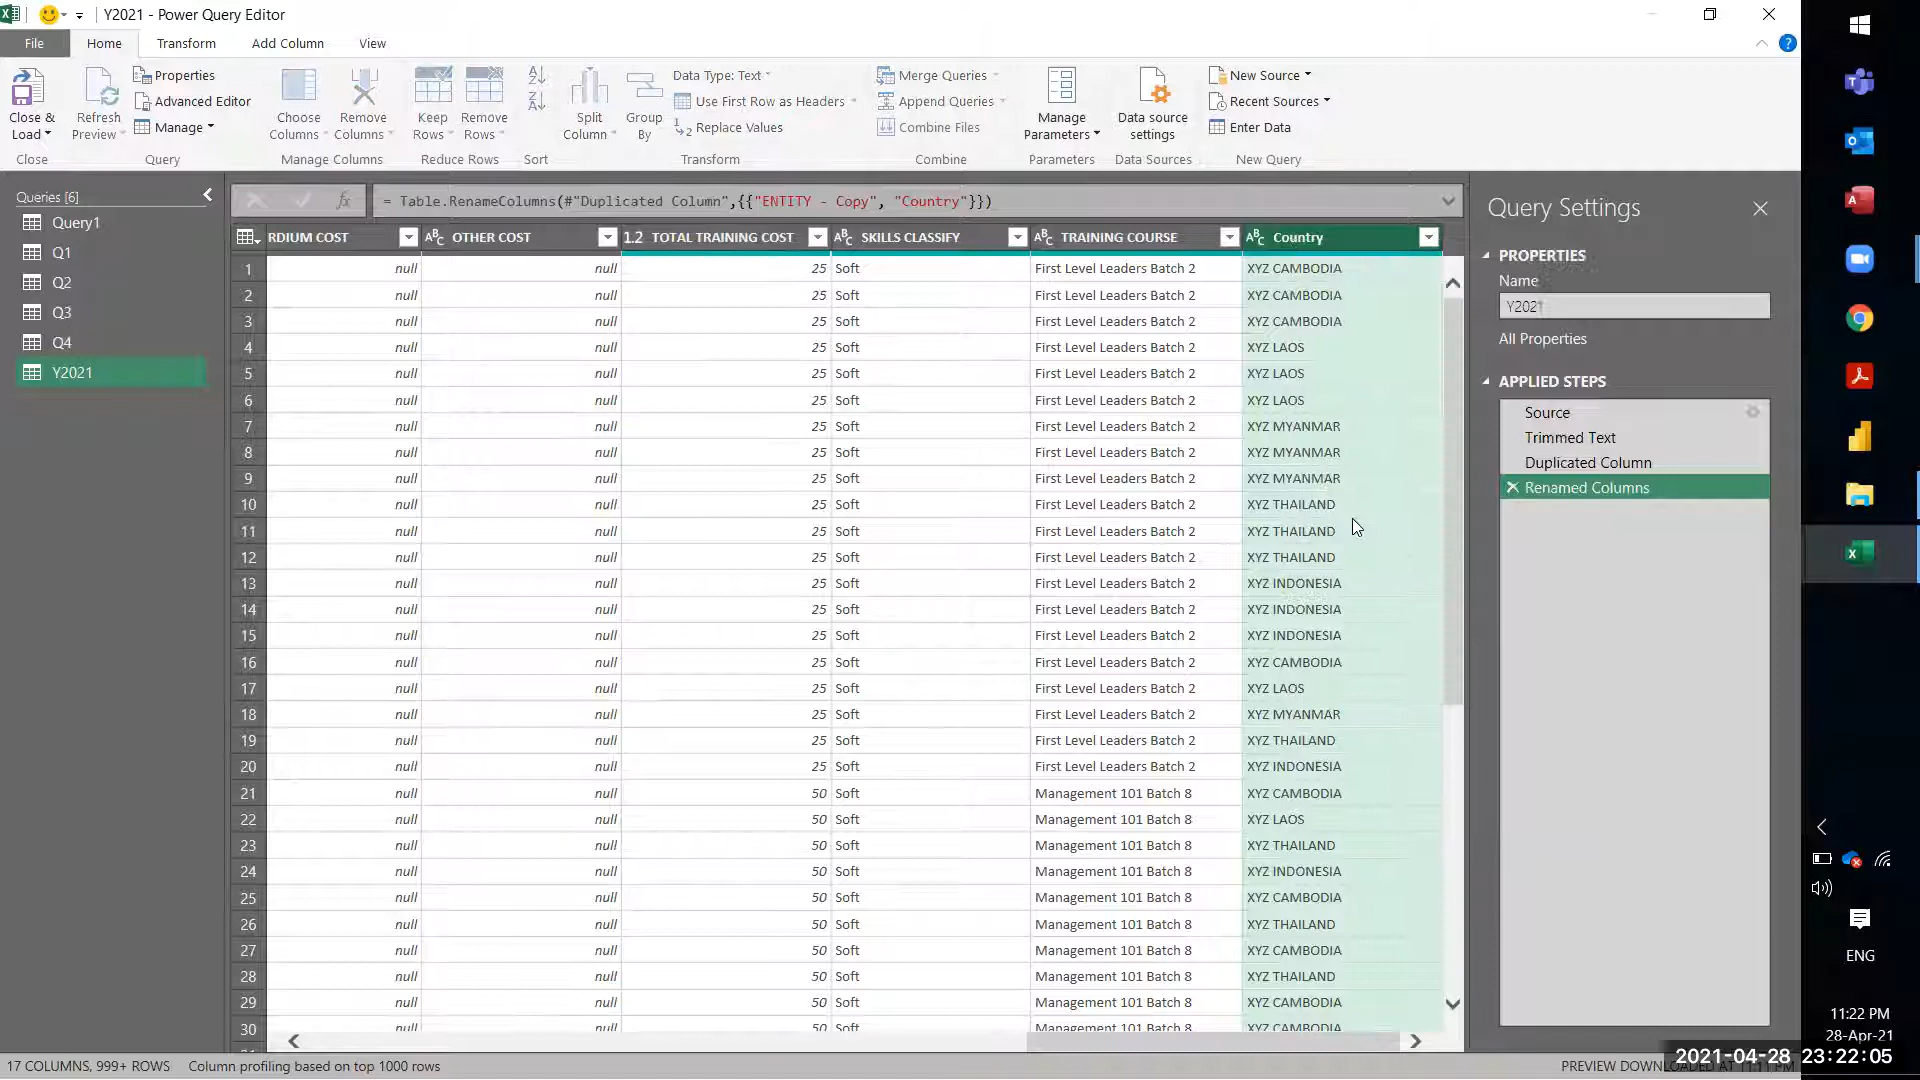 Y2021 - Power Query Editor
File Home Transform Add Column View
Close & Load
Refresh Preview
Properties
Advanced Editor
Manage
Choose Columns
Remove Columns
Keep Rows
Remove Rows
Split Column
Group By
Data Type: Text
Use First Row as Headers
Replace Values
Merge Queries
Append Queries
Combine Files
Manage Parameters
Data source settings
New Source
Recent Sources
Enter Data
Close Query Manage Columns Reduce Rows Sort Transform Combine Parameters Data Sources New Query
Queries [6]
Query1
Q1
Q2
Q3
Q4
Y2021
= Table.RenameColumns(#"Duplicated Column",{{"ENTITY - Copy", "Country"}})
RDIUM COST OTHER COST 1.2 TOTAL TRAINING COST SKILLS CLASSIFY TRAINING COURSE Country
1 null null 25 Soft First Level Leaders Batch 2 XYZ CAMBODIA
2 null null 25 Soft First Level Leaders Batch 2 XYZ CAMBODIA
3 null null 25 Soft First Level Leaders Batch 2 XYZ CAMBODIA
4 null null 25 Soft First Level Leaders Batch 2 XYZ LAOS
5 null null 25 Soft First Level Leaders Batch 2 XYZ LAOS
6 null null 25 Soft First Level Leaders Batch 2 XYZ LAOS
7 null null 25 Soft First Level Leaders Batch 2 XYZ MYANMAR
8 null null 25 Soft First Level Leaders Batch 2 XYZ MYANMAR
9 null null 25 Soft First Level Leaders Batch 2 XYZ MYANMAR
10 null null 25 Soft First Level Leaders Batch 2 XYZ THAILAND
11 null null 25 Soft First Level Leaders Batch 2 XYZ THAILAND
12 null null 25 Soft First Level Leaders Batch 2 XYZ THAILAND
13 null null 25 Soft First Level Leaders Batch 2 XYZ INDONESIA
14 null null 25 Soft First Level Leaders Batch 2 XYZ INDONESIA
15 null null 25 Soft First Level Leaders Batch 2 XYZ INDONESIA
16 null null 25 Soft First Level Leaders Batch 2 XYZ CAMBODIA
17 null null 25 Soft First Level Leaders Batch 2 XYZ LAOS
18 null null 25 Soft First Level Leaders Batch 2 XYZ MYANMAR
19 null null 25 Soft First Level Leaders Batch 2 XYZ THAILAND
20 null null 25 Soft First Level Leaders Batch 2 XYZ INDONESIA
21 null null 50 Soft Management 101 Batch 8 XYZ CAMBODIA
22 null null 50 Soft Management 101 Batch 8 XYZ LAOS
23 null null 50 Soft Management 101 Batch 8 XYZ THAILAND
24 null null 50 Soft Management 101 Batch 8 XYZ INDONESIA
25 null null 50 Soft Management 101 Batch 8 XYZ CAMBODIA
26 null null 50 Soft Management 101 Batch 8 XYZ THAILAND
27 null null 50 Soft Management 101 Batch 8 XYZ CAMBODIA
28 null null 50 Soft Management 101 Batch 8 XYZ THAILAND
29 null null 50 Soft Management 101 Batch 8 XYZ CAMBODIA
30 null null 50 Soft Management 101 Batch 8 XYZ CAMBODIA
Query Settings
PROPERTIES
Name
Y2021
All Properties
APPLIED STEPS
Source
Trimmed Text
Duplicated Column
Renamed Columns
17 COLUMNS, 999+ ROWS Column profiling based on top 1000 rows
PREVIEW DOWNLOADED AT 11:11 PM
ENG
11:22 PM
28-Apr-21
2021-04-28 23:22:05